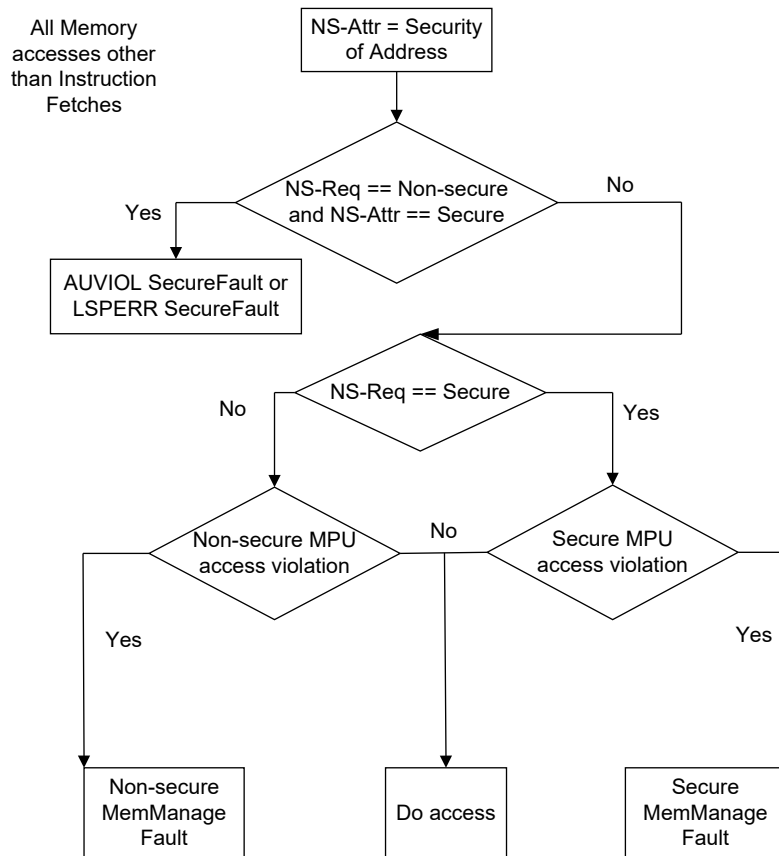 All Memory
accesses other
than Instruction
Fetches
NS-Attr = Security
of Address
NS-Req == Non-secure
and NS-Attr == Secure
Yes
No
AUVIOL SecureFault or
LSPERR SecureFault
NS-Req == Secure
No
Yes
Non-secure MPU
access violation
No
Secure MPU
access violation
Yes
Yes
Non-secure
MemManage
Fault
Do access
Secure
MemManage
Fault